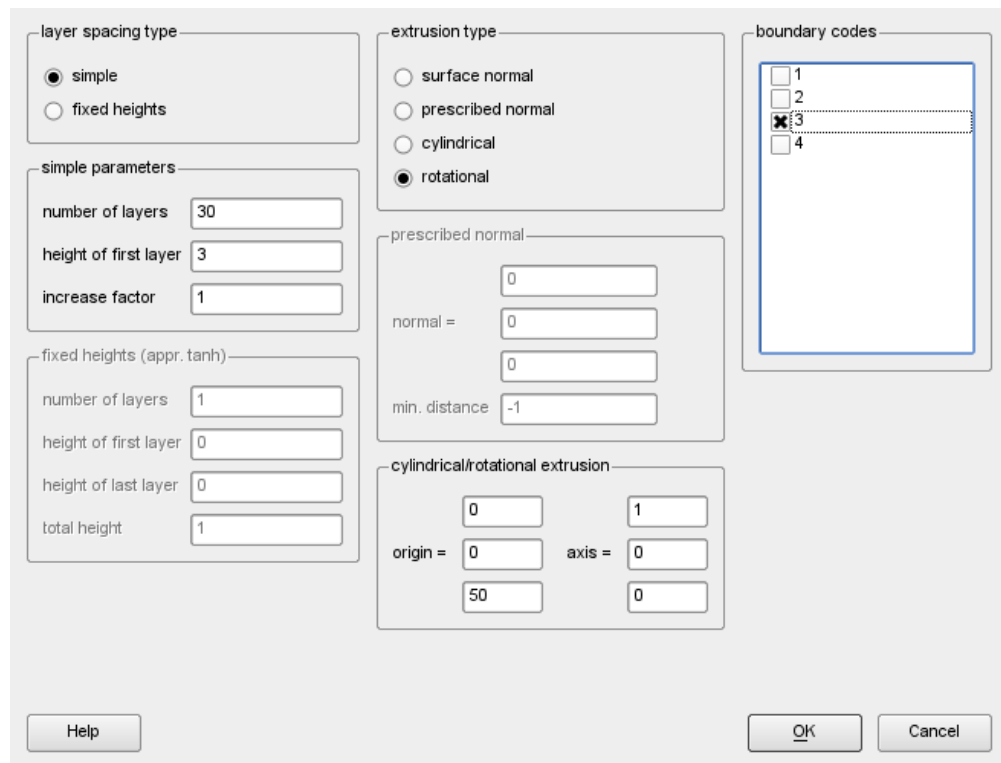 layer spacing type
simple
fixed heights
simple parameters
number of layers 30
height of first layer 3
increase factor 1
fixed heights (appr. tanh)
number of layers 1
height of first layer 0
height of last layer 0
total height 1
extrusion type
surface normal
prescribed normal
cylindrical
rotational
prescribed normal
0
normal = 0
0
min. distance -1
cylindrical/rotational extrusion
0 1
origin = 0 axis = 0
50 0
boundary codes
1
2
3
4
Help
OK
Cancel